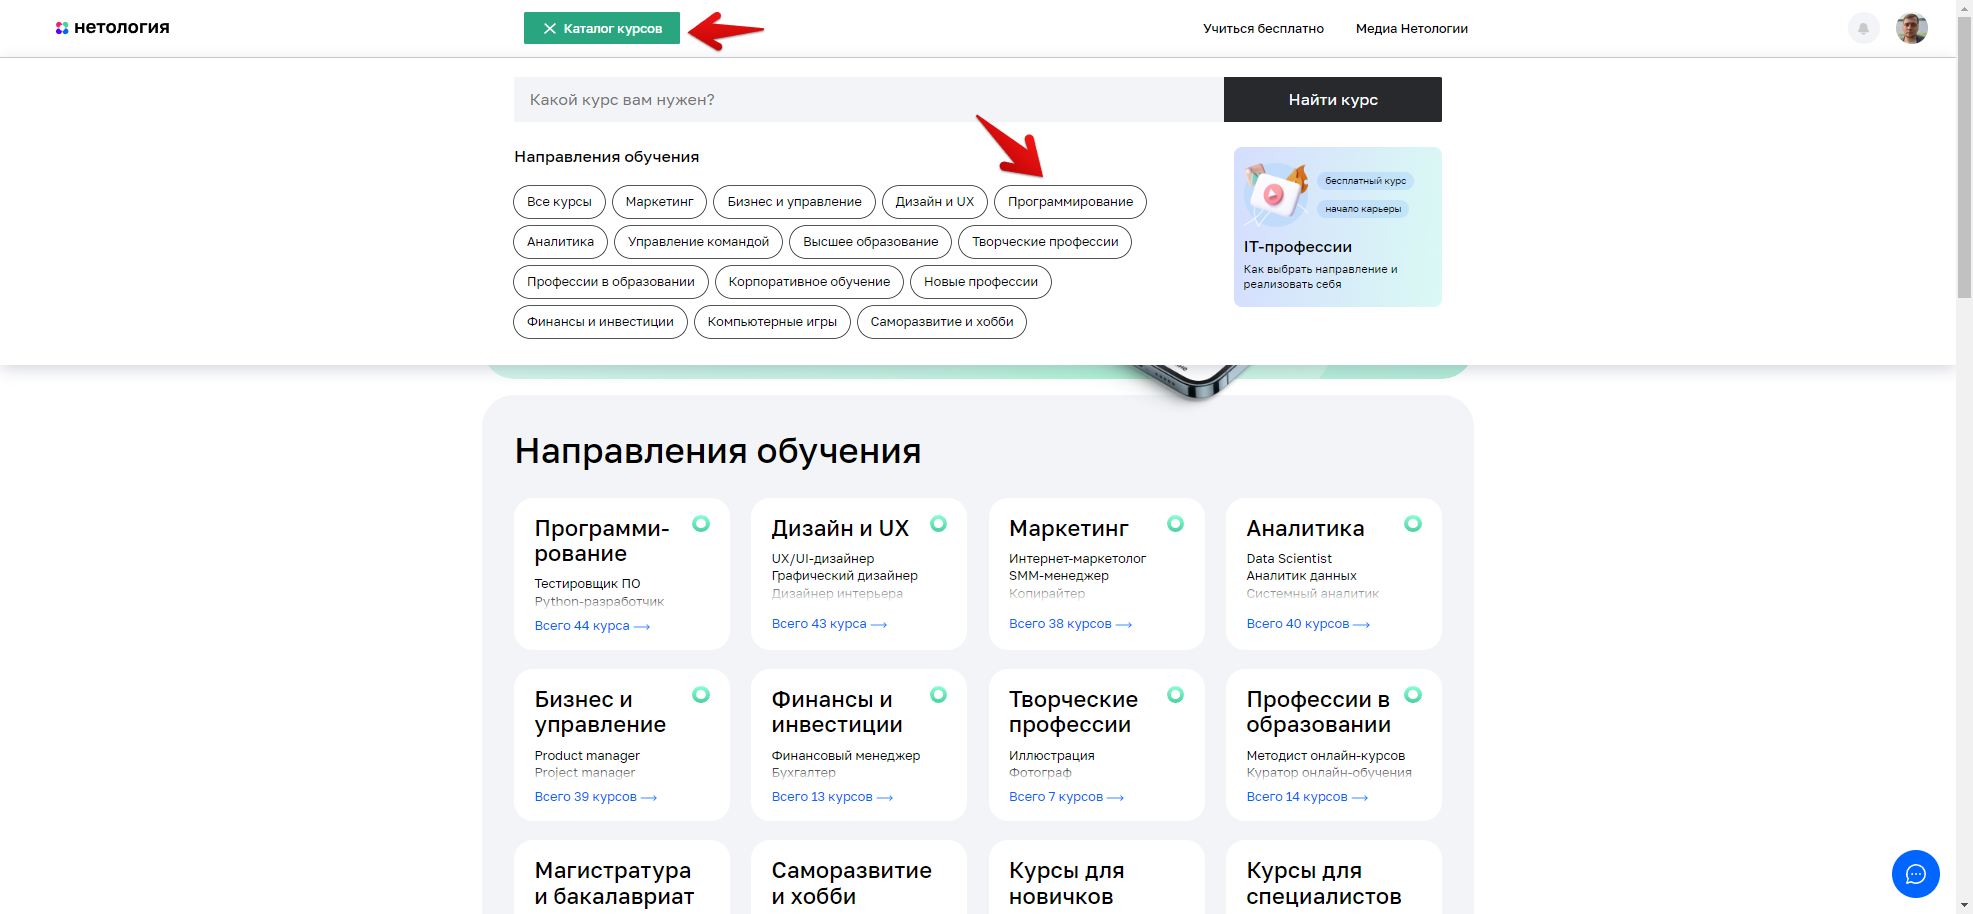 нетология
Каталог курсов
Учиться бесплатно
Медиа Нетологии
Какой курс вам нужен?
Найти курс
Направления обучения
Все курсы
Маркетинг
Бизнес и управление
Дизайн и UX
Программирование
Аналитика
Управление командой
Высшее образование
Творческие профессии
Профессии в образовании
Корпоративное обучение
Новые профессии
Финансы и инвестиции
Компьютерные игры
Саморазвитие и хобби
бесплатный курс
начало карьеры
IT-профессии
Как выбрать направление и
реализовать себя
Направления обучения
Программи-
рование
Тестировщик ПО
Python-разработчик
Всего 44 курса
Дизайн и UX
UX/UI-дизайнер
Графический дизайнер
Дизайнер интерьера
Всего 43 курса
Маркетинг
Интернет-маркетолог
SMM-менеджер
Копирайтер
Всего 38 курсов
Аналитика
Data Scientist
Аналитик данных
Системный аналитик
Всего 40 курсов
Бизнес и
управление
Product manager
Project manager
Всего 39 курсов
Финансы и
инвестиции
Финансовый менеджер
Бухгалтер
Всего 13 курсов
Творческие
профессии
Иллюстрация
Фотограф
Всего 7 курсов
Профессии в
образовании
Методист онлайн-курсов
Куратор онлайн-обучения
Всего 14 курсов
Магистратура
и бакалавриат
Саморазвитие
и хобби
Курсы для
новичков
Курсы для
специалистов